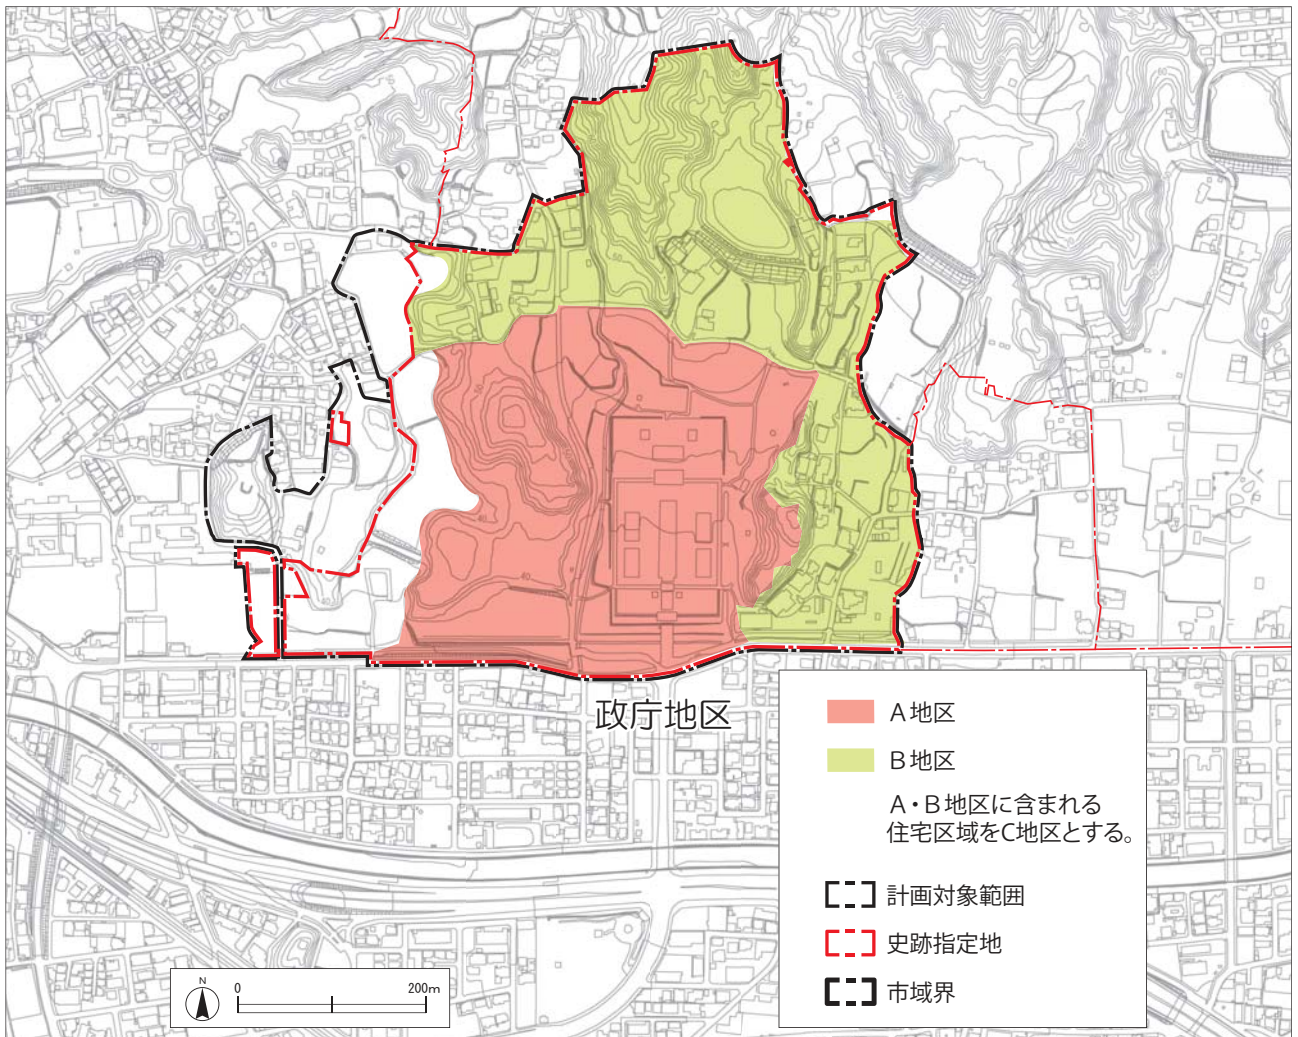 政庁地区
A地区
B地区
A・B地区に含まれる
住宅区域をC地区とする。
計画対象範囲
史跡指定地
市域界
N
0
200m